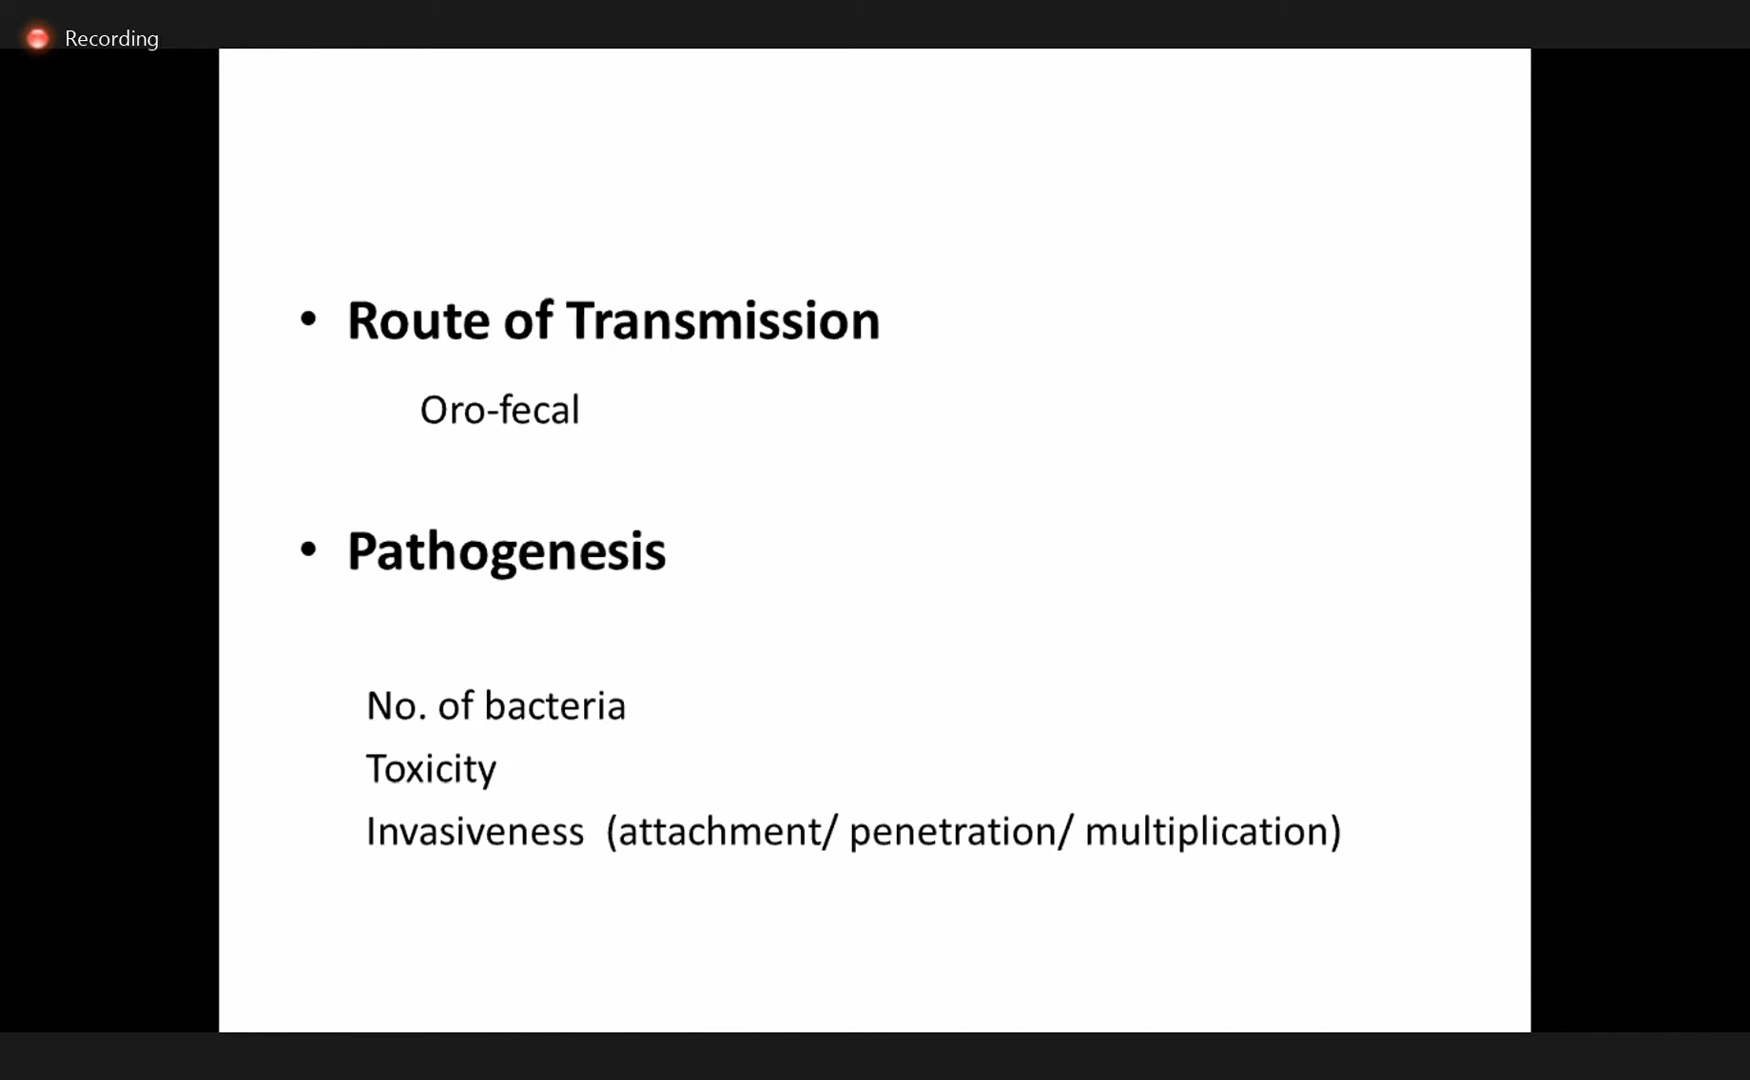 Recording
• Route of Transmission
Oro-fecal
• Pathogenesis
No. of bacteria
Toxicity
Invasiveness (attachment/ penetration/ multiplication)